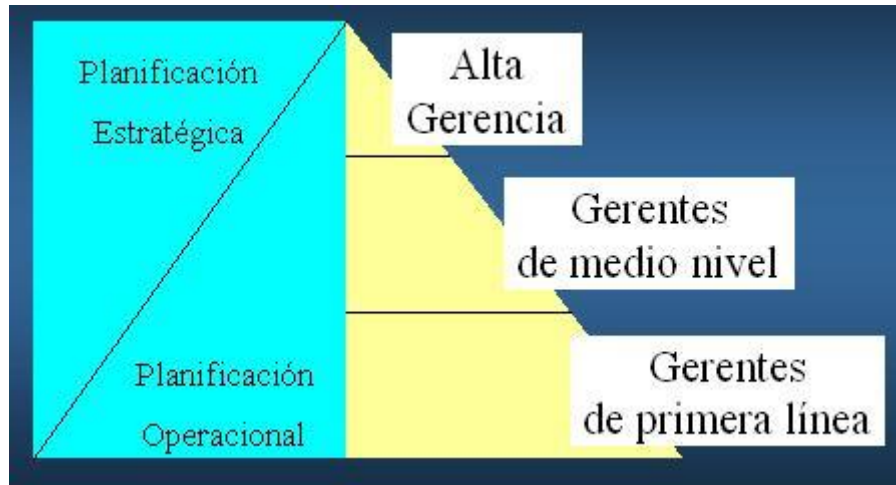 Planificación
Estratégica
Alta
Gerencia
Gerentes
de medio nivel
Planificación
Operacional
Gerentes
de primera línea